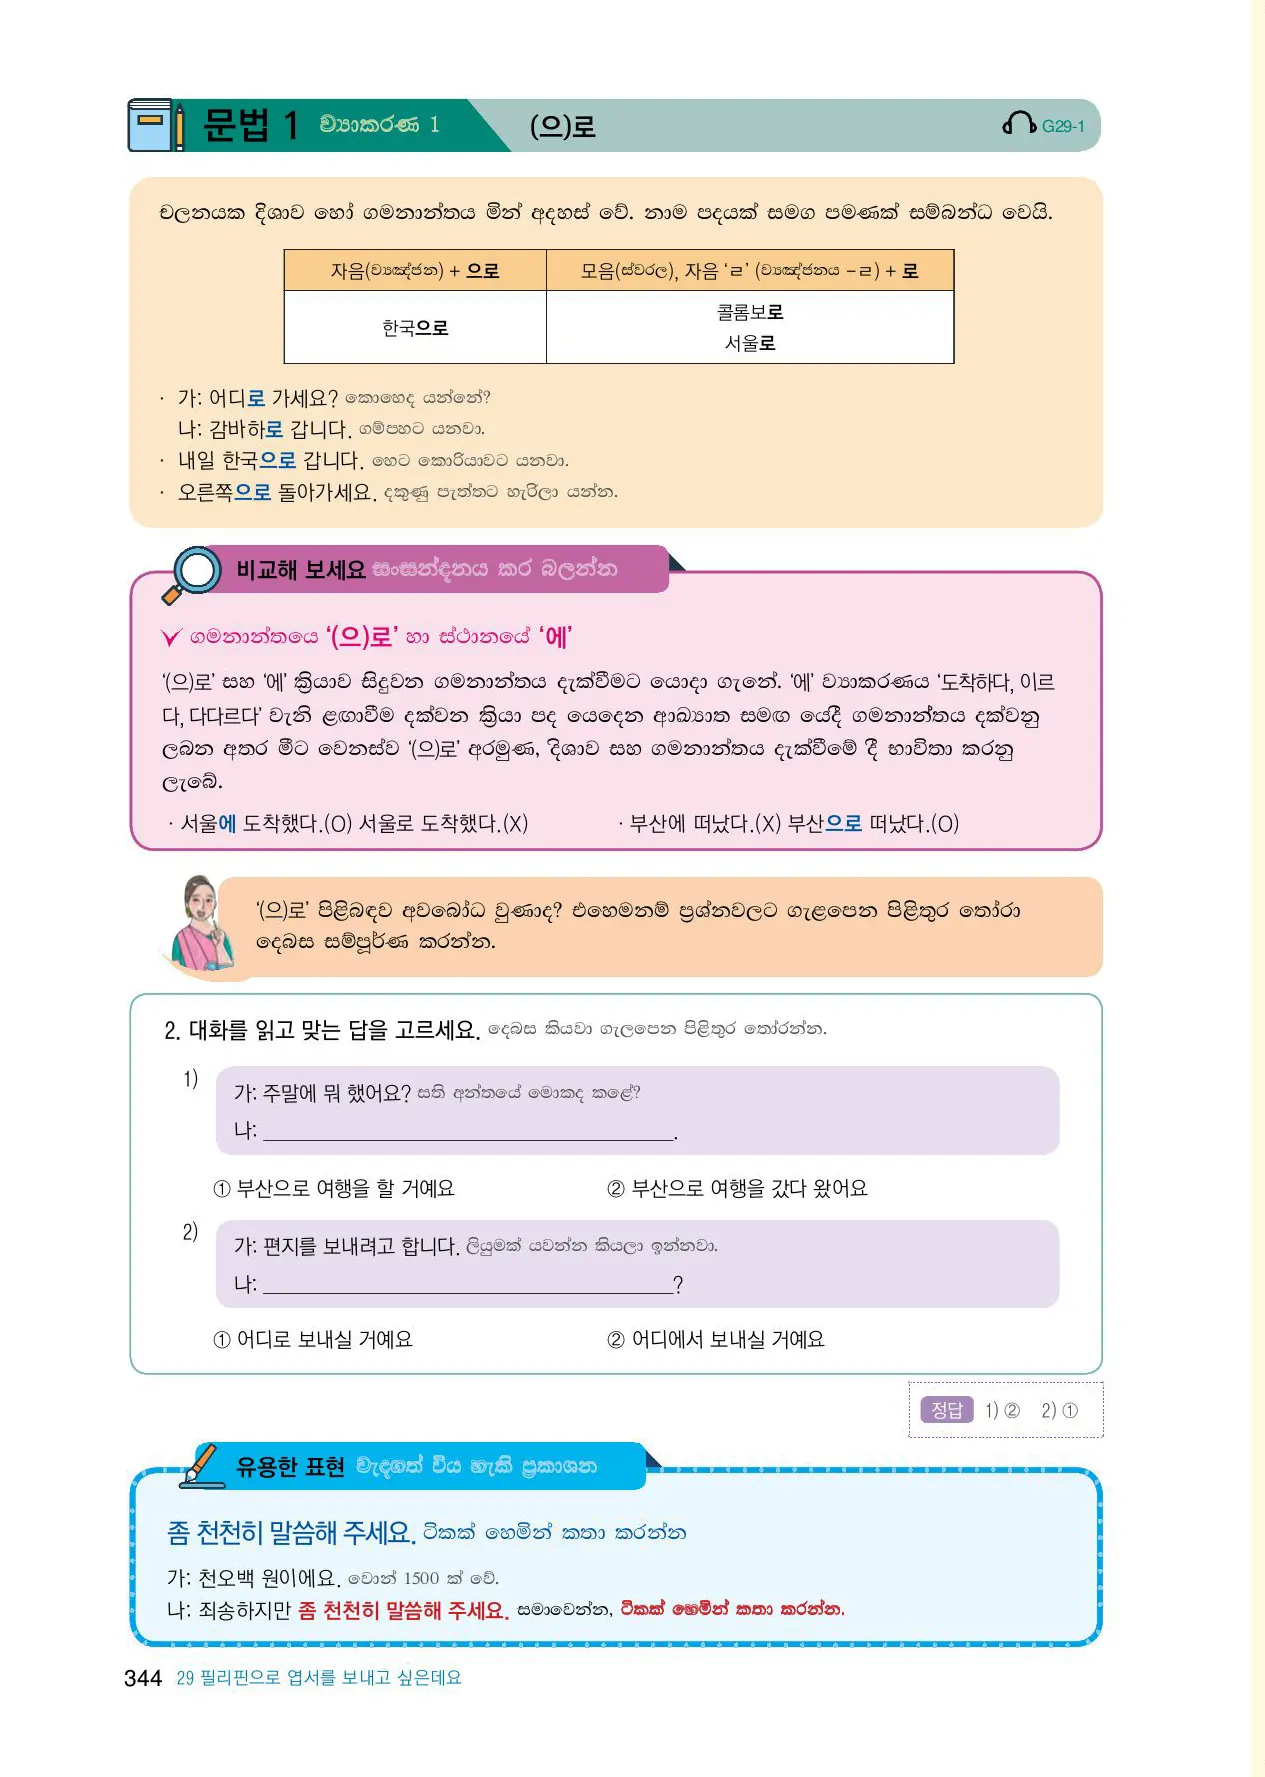 문법 1 ව්‍යාකරණ 1 (으)로 G29-1
චලනයක දිශාව හෝ ගමනාන්තය මින් අදහස් වේ. නාම පදයක් සමග පමණක් සම්බන්ධ වෙයි.
자음(ව්‍යඤ්ජන) + 으로 모음(ස්වරල), 자음 ‘ㄹ’ (ව්‍යඤ්ජනය –ㄹ) + 로
한국으로 콜롬보로
서울로
· 가: 어디로 가세요? කොහෙද යන්නේ?
나: 감바하로 갑니다. ගම්පහට යනවා.
· 내일 한국으로 갑니다. හෙට කොරියාවට යනවා.
· 오른쪽으로 돌아가세요. දකුණු පැත්තට හැරිලා යන්න.
비교해 보세요 සංසන්දනය කර බලන්න
ගමනාන්තයෙ ‘(으)로’ හා ස්ථානයේ ‘에’
‘(으)로’ සහ ‘에’ ක්‍රියාව සිදුවන ගමනාන්තය දැක්වීමට යොදා ගැනේ. ‘에’ ව්‍යාකරණය ‘도착하다, 이르
다, 다다르다’ වැනි ළඟාවීම දක්වන ක්‍රියා පද යෙදෙන ආඛ්‍යාත සමඟ යෙදී ගමනාන්තය දක්වනු
ලබන අතර මීට වෙනස්ව ‘(으)로’ අරමුණ, දිශාව සහ ගමනාන්තය දැක්වීමේ දී භාවිතා කරනු
ලැබේ.
· 서울에 도착했다.(O) 서울로 도착했다.(X) · 부산에 떠났다.(X) 부산으로 떠났다.(O)
‘(으)로’ පිළිබඳව අවබෝධ වුණාද? එහෙමනම් ප්‍රශ්නවලට ගැළපෙන පිළිතුර තෝරා
දෙබස සම්පූර්ණ කරන්න.
2. 대화를 읽고 맞는 답을 고르세요. දෙබස කියවා ගැලපෙන පිළිතුර තෝරන්න.
1) 가: 주말에 뭐 했어요? සති අන්තයේ මොකද කළේ?
나: ______________________.
① 부산으로 여행을 할 거예요 ② 부산으로 여행을 갔다 왔어요
2) 가: 편지를 보내려고 합니다. ලියුමක් යවන්න කියලා ඉන්නවා.
나: ______________________?
① 어디로 보내실 거예요 ② 어디에서 보내실 거예요
정답 1) ② 2) ①
유용한 표현 වැදගත් විය හැකි ප්‍රකාශන
좀 천천히 말씀해 주세요. ටිකක් හෙමින් කතා කරන්න
가: 천오백 원이에요. වොන් 1500 ක් වේ.
나: 죄송하지만 좀 천천히 말씀해 주세요. සමාවෙන්න, ටිකක් හෙමින් කතා කරන්න.
344 29 필리핀으로 엽서를 보내고 싶은데요